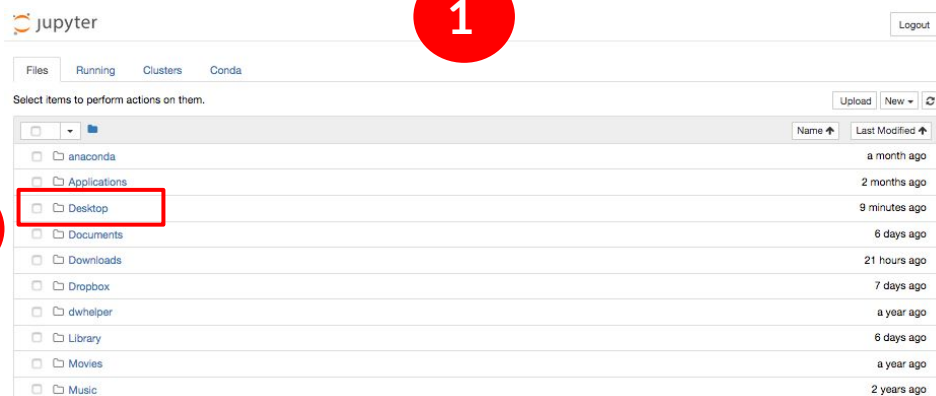 1
jupyter Logout
Files Running Clusters Conda
Select items to perform actions on them. Upload New
Name Last Modified
anaconda a month ago
Applications 2 months ago
Desktop 9 minutes ago
Documents 6 days ago
Downloads 21 hours ago
Dropbox 7 days ago
dwhelper a year ago
Library 6 days ago
Movies a year ago
Music 2 years ago